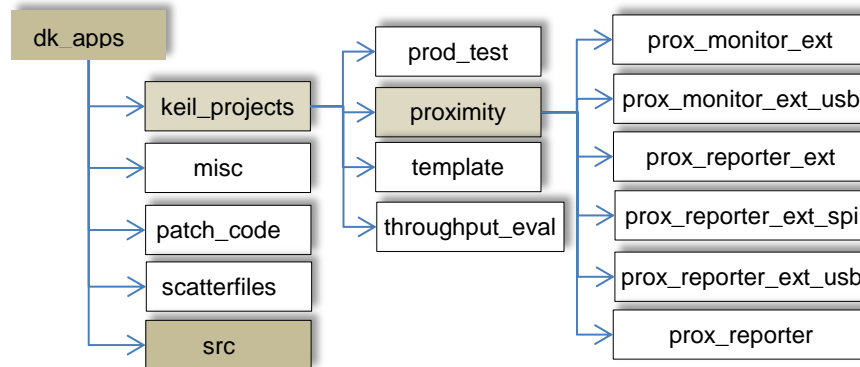 dk_apps
keil_projects
misc
patch_code
scatterfiles
src
prod_test
proximity
template
throughput_eval
prox_monitor_ext
prox_monitor_ext_usb
prox_reporter_ext
prox_reporter_ext_spi
prox_reporter_ext_usb
prox_reporter